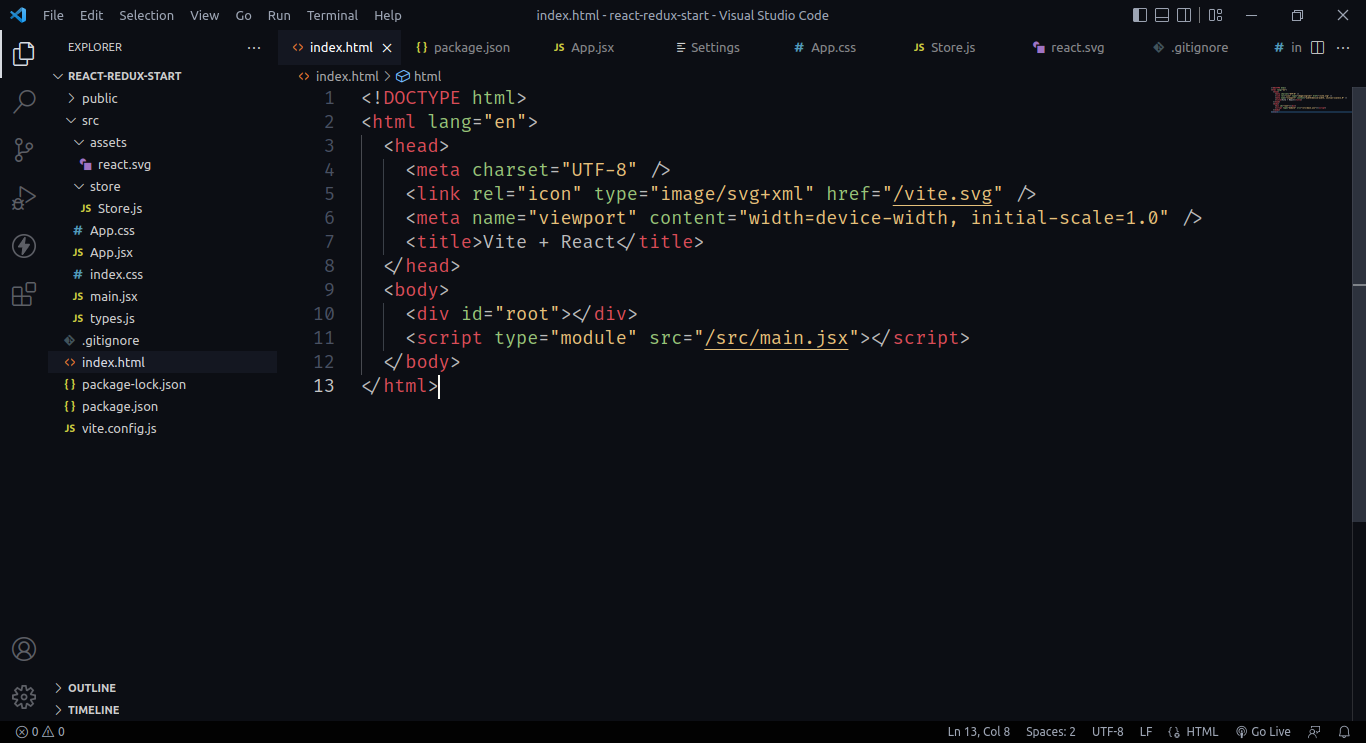 File Edit Selection View Go Run Terminal Help index.html - react-redux-start - Visual Studio Code
EXPLORER
index.html package.json JS App.jsx Settings # App.css JS Store.js react.svg .gitignore # in
REACT-REDUX-START
public
src
assets
react.svg
store
JS Store.js
# App.css
JS App.jsx
# index.css
JS main.jsx
JS types.js
.gitignore
<> index.html
{} package-lock.json
{} package.json
JS vite.config.js
OUTLINE
TIMELINE
<> index.html > html
1 <!DOCTYPE html>
2 <html lang="en">
3 <head>
4 <meta charset="UTF-8" />
5 <link rel="icon" type="image/svg+xml" href="/vite.svg" />
6 <meta name="viewport" content="width=device-width, initial-scale=1.0" />
7 <title>Vite + React</title>
8 </head>
9 <body>
10 <div id="root"></div>
11 <script type="module" src="/src/main.jsx"></script>
12 </body>
13 </html>
0 0 Ln 13, Col 8 Spaces: 2 UTF-8 LF HTML Go Live